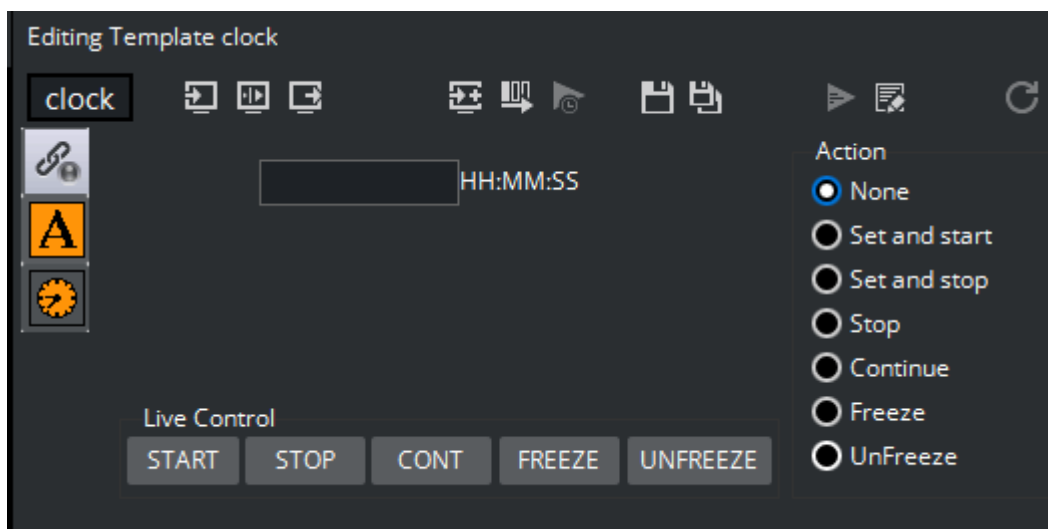 Editing Template clock
clock
HH:MM:SS
A
Action
None
Set and start
Set and stop
Stop
Continue
Freeze
UnFreeze
Live Control
START STOP CONT FREEZE UNFREEZE